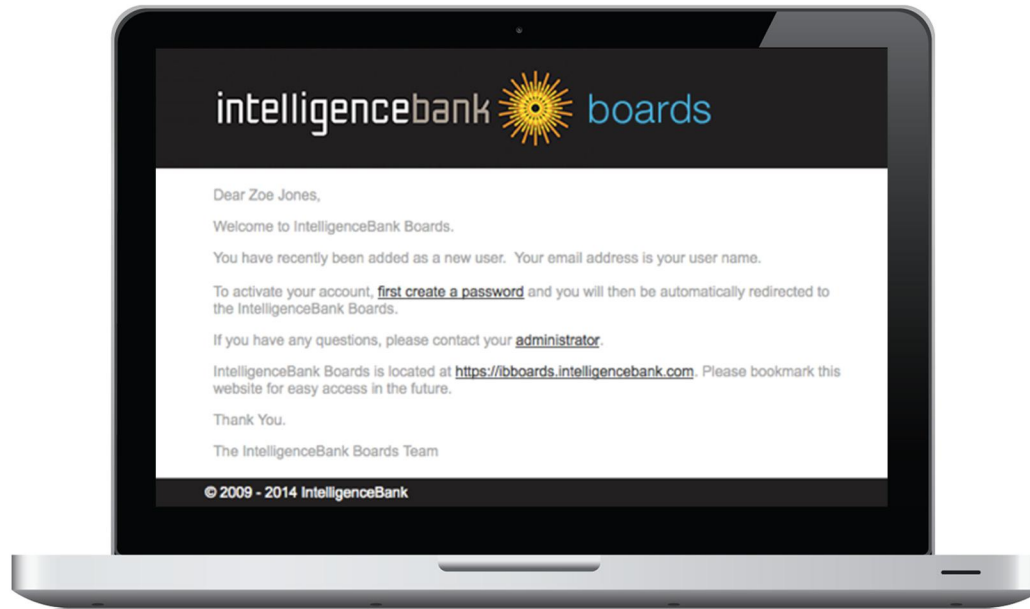 intelligencebank boards
Dear Zoe Jones,
Welcome to IntelligenceBank Boards.
You have recently been added as a new user.  Your email address is your user name.
To activate your account, first create a password and you will then be automatically redirected to
the IntelligenceBank Boards.
If you have any questions, please contact your administrator.
IntelligenceBank Boards is located at https://ibboards.intelligencebank.com. Please bookmark this
website for easy access in the future.
Thank You.
The IntelligenceBank Boards Team
© 2009 - 2014 IntelligenceBank